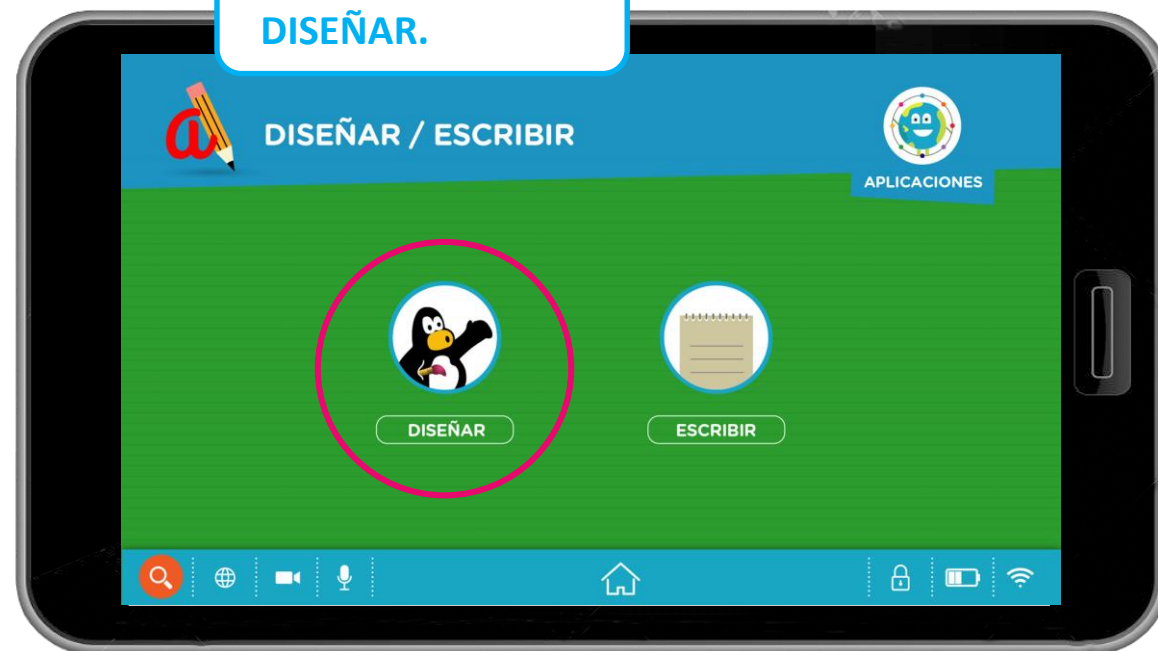 DISEÑAR.
DISEÑAR / ESCRIBIR
APLICACIONES
DISEÑAR
ESCRIBIR